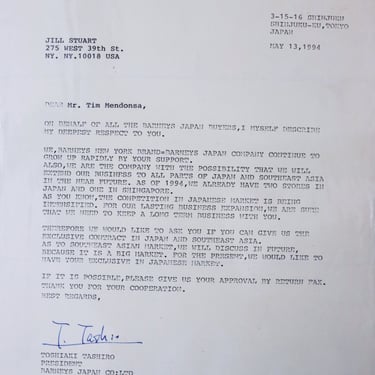 3-15-16 SHINJUKU
SHINJUKU-KU, TOKYO
JAPAN
JILL STUART
275 WEST 39th St.
NY. NY.10018 USA
MAY 13, 1994
DEAR Mr. Tim Mendonsa,
ON BEHALF OF ALL THE BARNEYS JAPAN BUYERS, I MYSELF DESCRIBE
MY DEEPEST RESPECT TO YOU.
WE, BARNEYS NEW YORK BRAND=BARNEYS JAPAN COMPANY CONTINUE TO
GROW UP RAPIDLY BY YOUR SUPPORT.
ALSO, WE ARE THE COMPANY WITH THE POSSIBILITY THAT WE WILL
EXTEND OUR BUSINESS TO ALL PARTS OF JAPAN AND SOUTHEAST ASIA
IN THE NEAR FUTURE. AS OF 1994, WE ALREADY HAVE TWO STORES IN
JAPAN AND ONE IN SHINGAPORE.
AS YOU KNOW, THE COMPETITION IN JAPANESE MARKET IS BEING
INTENSIFIED. FOR OUR LASTING BUSINESS EXPANSION, WE ARE SURE
THAT WE NEED TO KEEP A LONG TERM BUSINESS WITH YOU.
THEREFORE WE WOULD LIKE TO ASK YOU IF YOU CAN GIVE US THE
EXCLUSIVE CONTRACT IN JAPAN AND SOUTHEAST ASIA.
AS TO SOUTHEAST ASIAN MARKET, WE WILL DISCUSS IN FUTURE,
BECAUSE IT IS A BIG MARKET. FOR THE PRESENT, WE WOULD LIKE TO
HAVE YOUR EXCLUSIVE IN JAPANESE MARKET.
IF IT IS POSSIBLE, PLEASE GIVE US YOUR APPROVAL BY RETURN FAX.
THANK YOU FOR YOUR COOPERATION.
BEST REGARDS,
T. Tashiro
TOSHIAKI TASHIRO
PRESIDENT
BARNEYS JAPAN CO;LTD